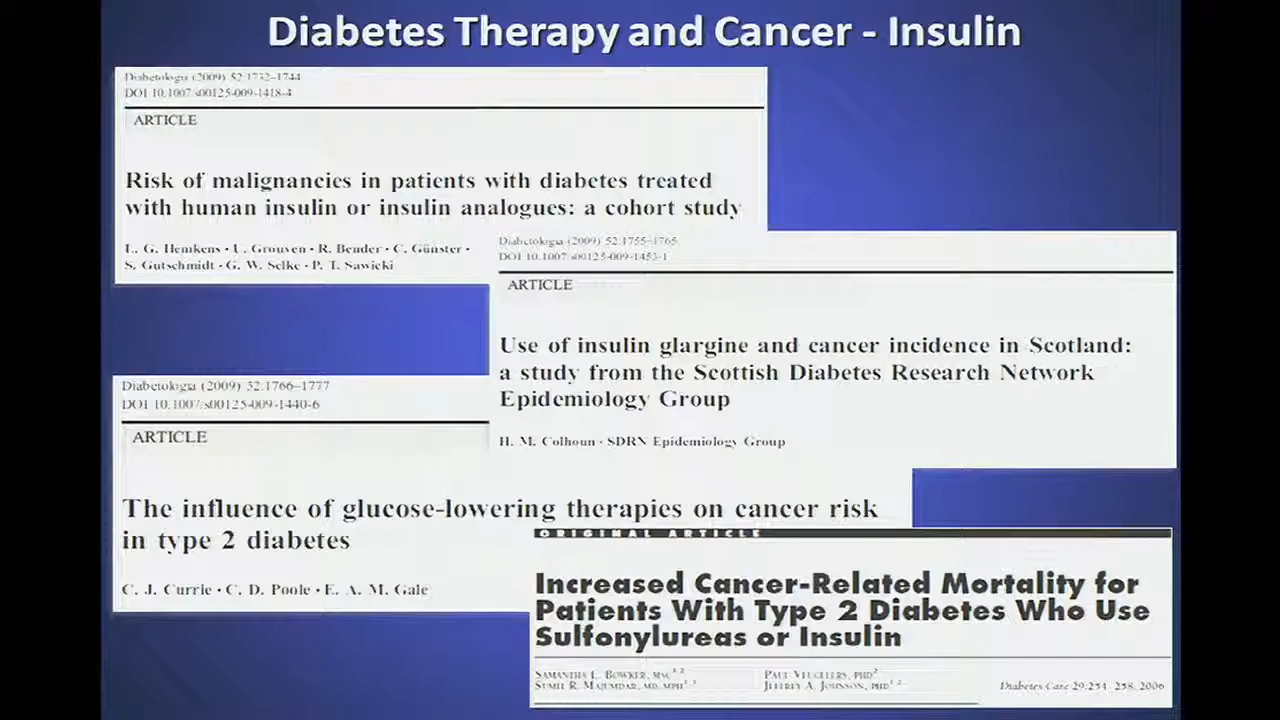 Diabetes Therapy and Cancer - Insulin
Diabetologia (2009) 52:1732–1744
DOI 10.1007/s00125-009-1418-4
ARTICLE
Risk of malignancies in patients with diabetes treated
with human insulin or insulin analogues: a cohort study
L. G. Hemkens · U. Grouven · R. Bender · C. Günster ·
S. Gutschmidt · G. W. Selke · P. T. Sawicki
Diabetologia (2009) 52:1755–1765
DOI 10.1007/s00125-009-1453-1
ARTICLE
Use of insulin glargine and cancer incidence in Scotland:
a study from the Scottish Diabetes Research Network
Epidemiology Group
H. M. Colhoun · SDRN Epidemiology Group
Diabetologia (2009) 52:1766–1777
DOI 10.1007/s00125-009-1440-6
ARTICLE
The influence of glucose-lowering therapies on cancer risk
in type 2 diabetes
C. J. Currie · C. D. Poole · E. A. M. Gale
ORIGINAL ARTICLE
Increased Cancer-Related Mortality for
Patients With Type 2 Diabetes Who Use
Sulfonylureas or Insulin
SAMANTHA L. BOWKER, MSC
SUMIT R. MAJUMDAR, MD, MPH
PAUL VEUGELERS, PHD
JEFFREY A. JOHNSON, PHD
Diabetes Care 29:254–258, 2006